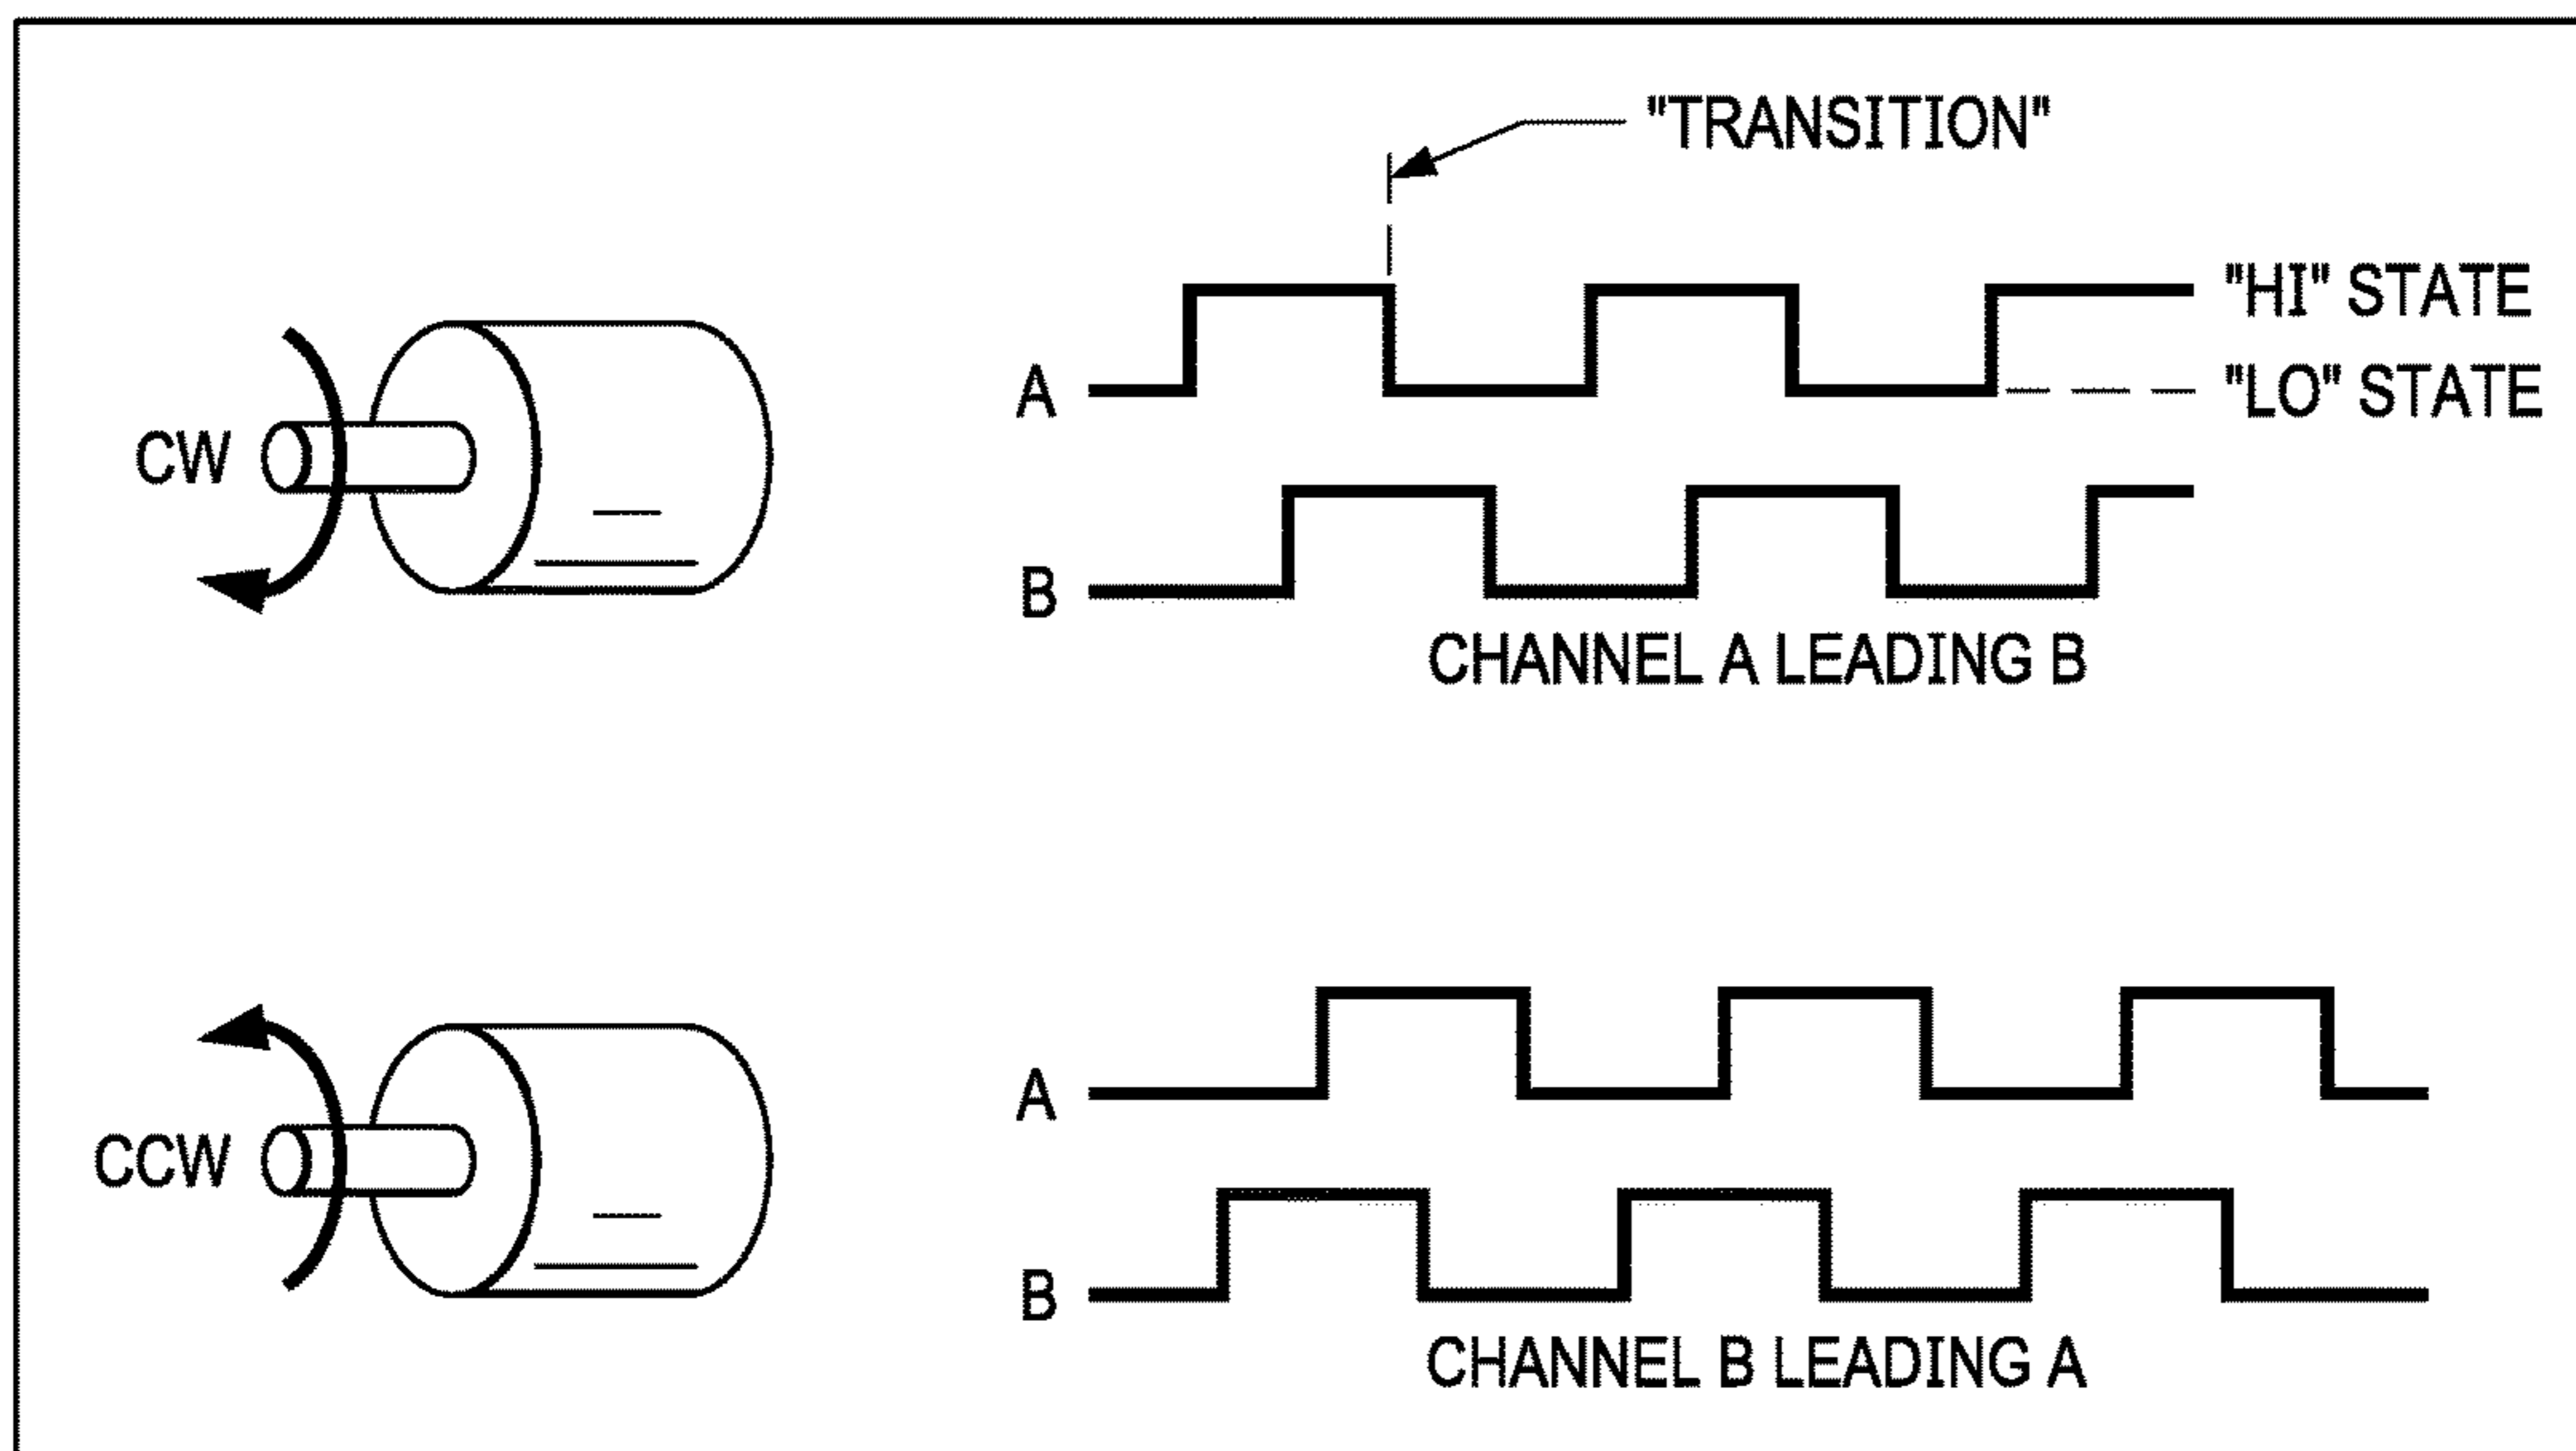 "TRANSITION"
"HI" STATE
A
"LO" STATE
CW
B
CHANNEL A LEADING B
A
CCW
B
CHANNEL B LEADING A